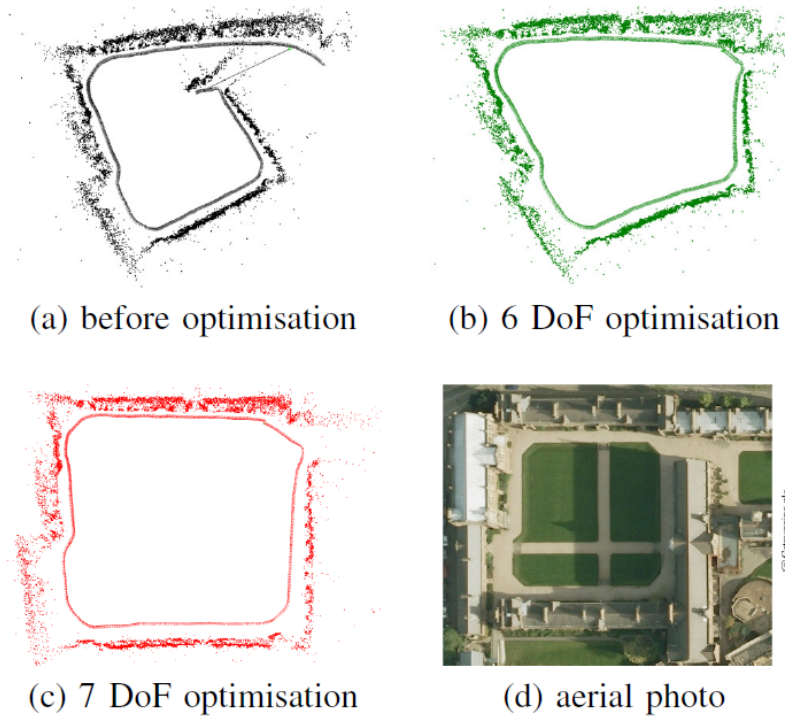 (a) before optimisation
(b) 6 DoF optimisation
(c) 7 DoF optimisation
(d) aerial photo